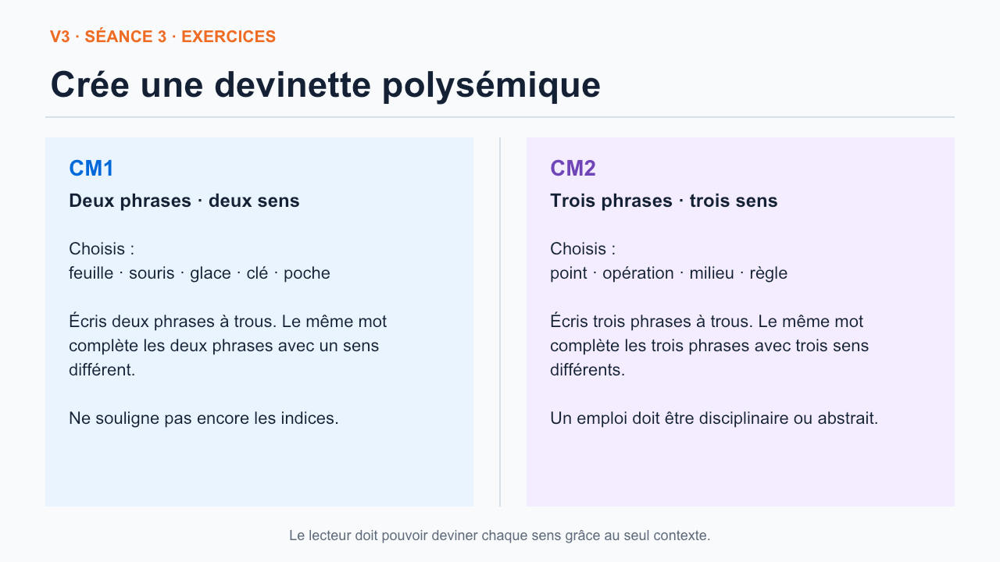 V3 · SÉANCE 3 · EXERCICES
Crée une devinette polysémique
CM1
Deux phrases · deux sens
Choisis :
feuille · souris · glace · clé · poche
Écris deux phrases à trous. Le même mot
complète les deux phrases avec un sens
différent.
Ne souligne pas encore les indices.
CM2
Trois phrases · trois sens
Choisis :
point · opération · milieu · règle
Écris trois phrases à trous. Le même mot
complète les trois phrases avec trois sens
différents.
Un emploi doit être disciplinaire ou abstrait.
Le lecteur doit pouvoir deviner chaque sens grâce au seul contexte.